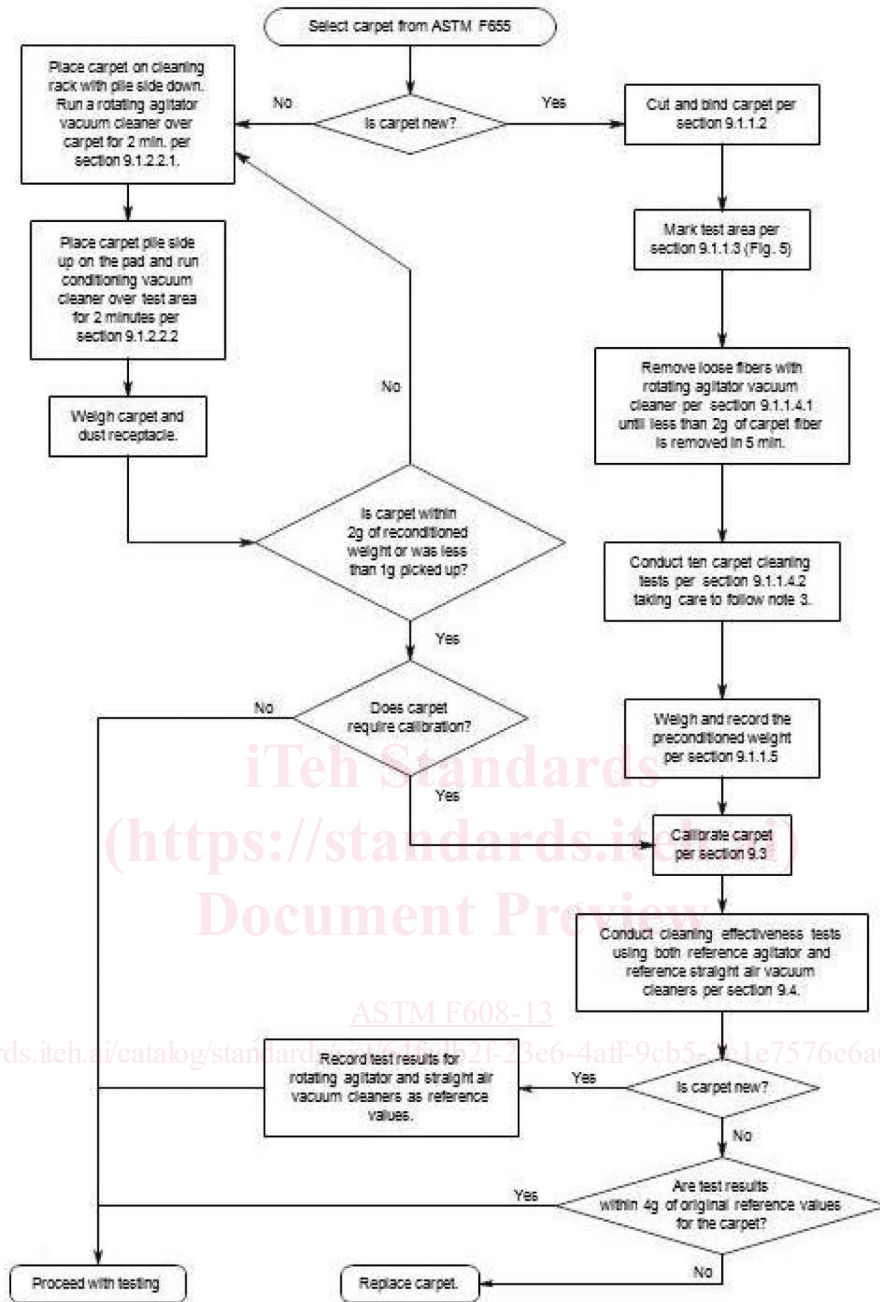 Select carpet from ASTM F655
Place carpet on cleaning
rack with pile side down.
Run a rotating agitator
vacuum cleaner over
carpet for 2 min. per
section 9.1.2.2.1.
No
Is carpet new?
Yes
Cut and bind carpet per
section 9.1.1.2
Mark test area per
section 9.1.1.3 (Fig. 5)
Place carpet pile side
up on the pad and run
conditioning vacuum
cleaner over test area
for 2 minutes per
section 9.1.2.2.2
Remove loose fibers with
rotating agitator vacuum
cleaner per section 9.1.1.4.1
until less than 2g of carpet fiber
is removed in 5 min.
No
Weigh carpet and
dust receptacle.
Is carpet within
2g of reconditioned
weight or was less
than 1g picked up?
Conduct ten carpet cleaning
tests per section 9.1.1.4.2
taking care to follow note 3.
Yes
No
Does carpet
require calibration?
Weigh and record the
preconditioned weight
per section 9.1.1.5
iTeh Standards
Yes
(https://standards.iteh.ai)
Calibrate carpet
per section 9.3
Document Preview
Conduct cleaning effectiveness tests
using both reference agitator and
reference straight air vacuum
cleaners per section 9.4.
ASTM F608-13
Record test results for
rotating agitator and straight air
vacuum cleaners as reference
values.
Yes
Is carpet new?
No
Yes
Are test results
within 4g of original reference values
for the carpet?
No
Proceed with testing
Replace carpet.